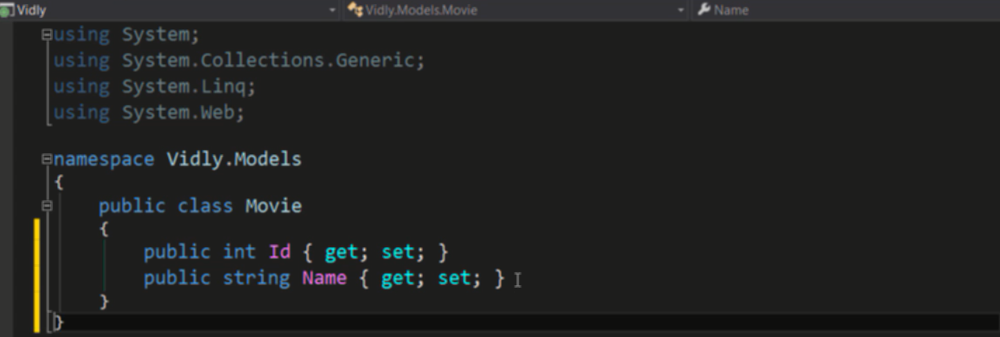 Vidly Vidly.Models.Movie Name
using System;
using System.Collections.Generic;
using System.Linq;
using System.Web;
namespace Vidly.Models
{
public class Movie
{
public int Id { get; set; }
public string Name { get; set; }
}
}